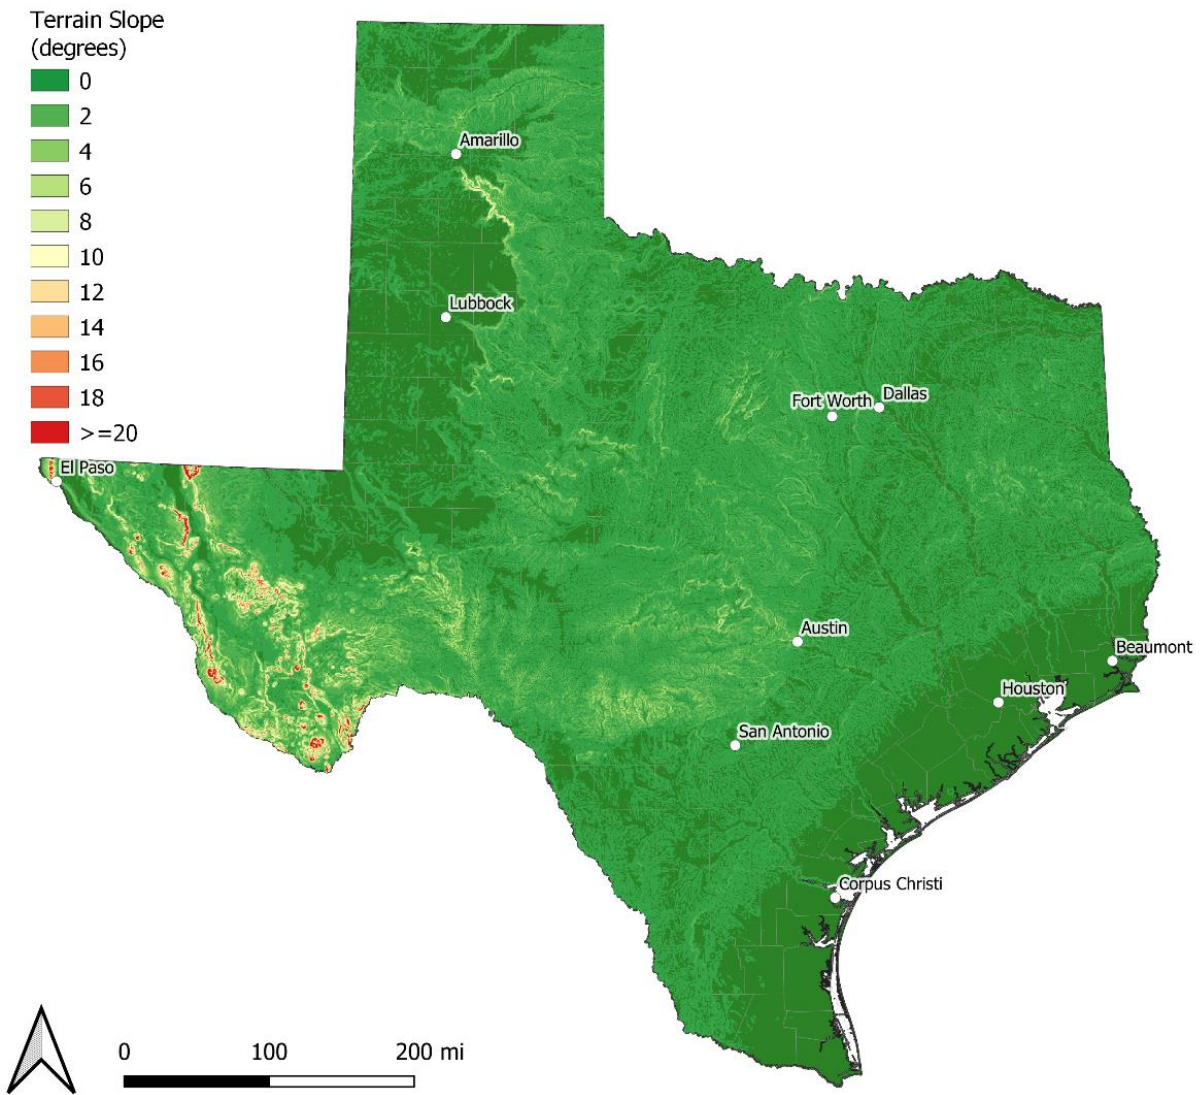 Terrain Slope
(degrees)
0
2
4
6
8
10
12
14
16
18
>=20
Amarillo
Lubbock
Fort Worth
Dallas
El Paso
Austin
Beaumont
Houston
San Antonio
Corpus Christi
0 100 200 mi